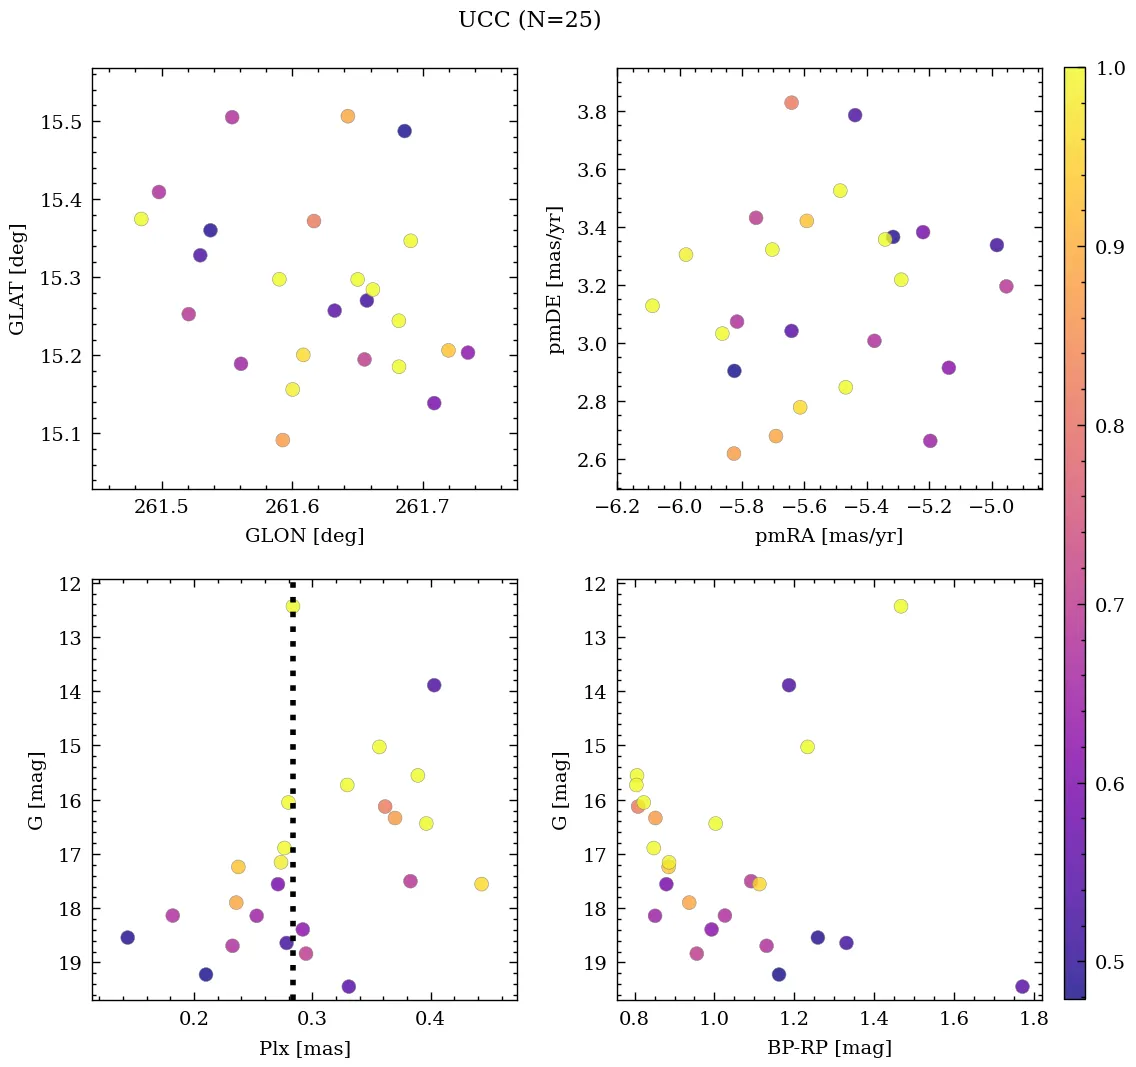 UCC (N=25)
15.5
15.4
15.3
15.2
15.1
GLAT [deg]
261.5 261.6 261.7
GLON [deg]
3.8
3.6
3.4
3.2
3.0
2.8
2.6
pmDE [mas/yr]
−6.2 −6.0 −5.8 −5.6 −5.4 −5.2 −5.0
pmRA [mas/yr]
12
13
14
15
16
17
18
19
G [mag]
0.2 0.3 0.4
Plx [mas]
12
13
14
15
16
17
18
19
G [mag]
0.8 1.0 1.2 1.4 1.6 1.8
BP-RP [mag]
1.0
0.9
0.8
0.7
0.6
0.5